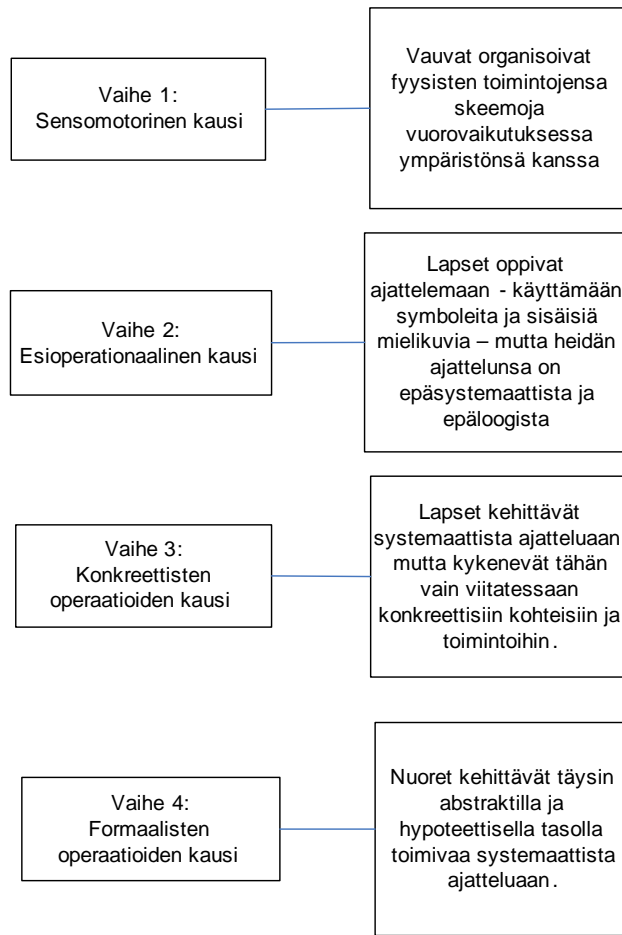 Vaihe 1:
Sensomotorinen kausi
Vauvat organisoivat
fyysisten toimintojensa
skeemoja
vuorovaikutuksessa
ympäristönsä kanssa
Vaihe 2:
Esioperationaalinen kausi
Lapset oppivat
ajattelemaan - käyttämään
symboleita ja sisäisiä
mielikuvia – mutta heidän
ajattelunsa on
epäsystemaattista ja
epäloogista
Vaihe 3:
Konkreettisten
operaatioiden kausi
Lapset kehittävät
systemaattista ajatteluaan
mutta kykenevät tähän
vain viitatessaan
konkreettisiin kohteisiin ja
toimintoihin.
Vaihe 4:
Formaalisten
operaatioiden kausi
Nuoret kehittävät täysin
abstraktilla ja
hypoteettisella tasolla
toimivaa systemaattista
ajatteluaan.